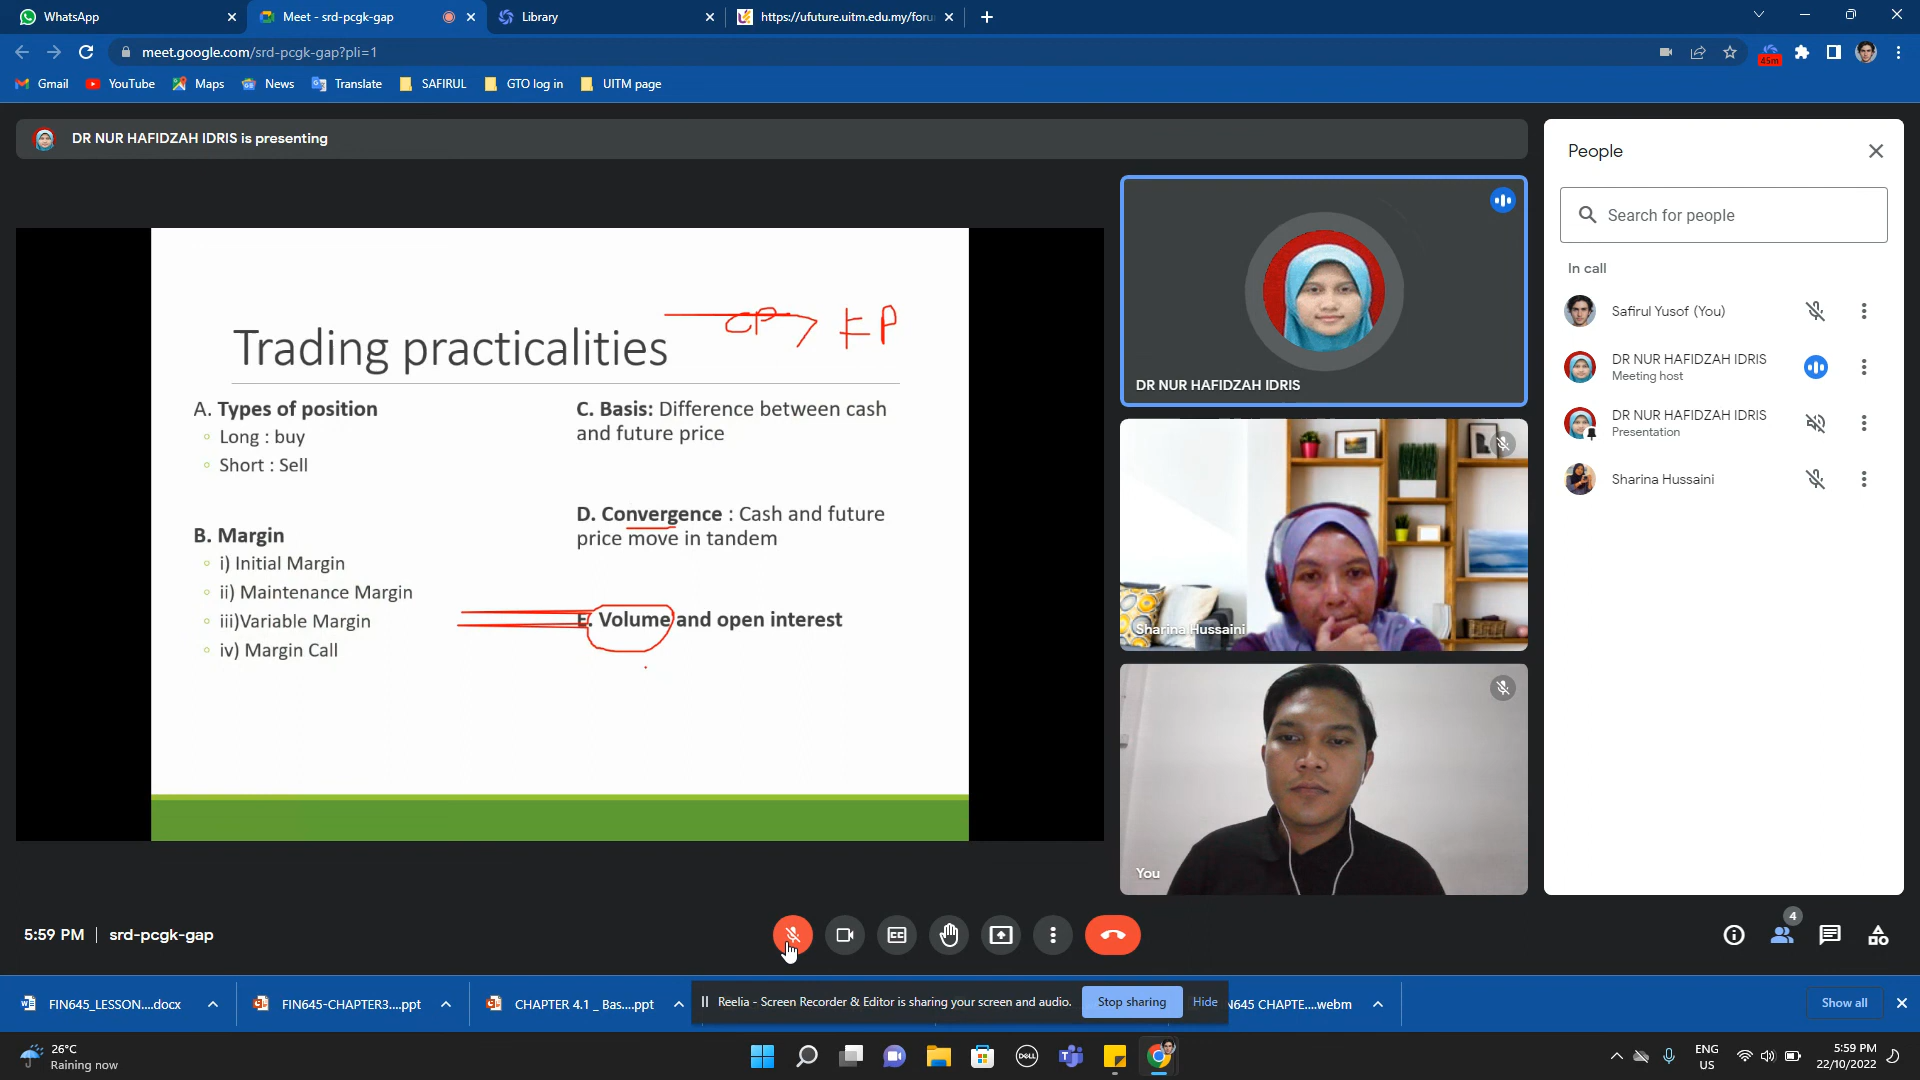 WhatsApp
Meet - srd-pcgk-gap
Library
https://ufuture.uitm.edu.my/foru
meet.google.com/srd-pcgk-gap?pli=1
45m
Gmail
YouTube
Maps
News
Translate
SAFIRUL
GTO log in
UITM page
DR NUR HAFIDZAH IDRIS is presenting
CP → FP
Trading practicalities
A. Types of position
Long : buy
Short : Sell
B. Margin
i) Initial Margin
ii) Maintenance Margin
iii)Variable Margin
iv) Margin Call
C. Basis: Difference between cash
and future price
D. Convergence : Cash and future
price move in tandem
E. Volume and open interest
DR NUR HAFIDZAH IDRIS
Sharina Hussaini
You
People
Search for people
In call
Safirul Yusof (You)
DR NUR HAFIDZAH IDRIS
Meeting host
DR NUR HAFIDZAH IDRIS
Presentation
Sharina Hussaini
5:59 PM | srd-pcgk-gap
4
FIN645_LESSON....docx
FIN645-CHAPTER3....ppt
CHAPTER 4.1 _ Bas....ppt
Reelia - Screen Recorder & Editor is sharing your screen and audio.
Stop sharing
Hide
N645 CHAPTE....webm
Show all
26°C
Raining now
DELL
ENG
US
5:59 PM
22/10/2022